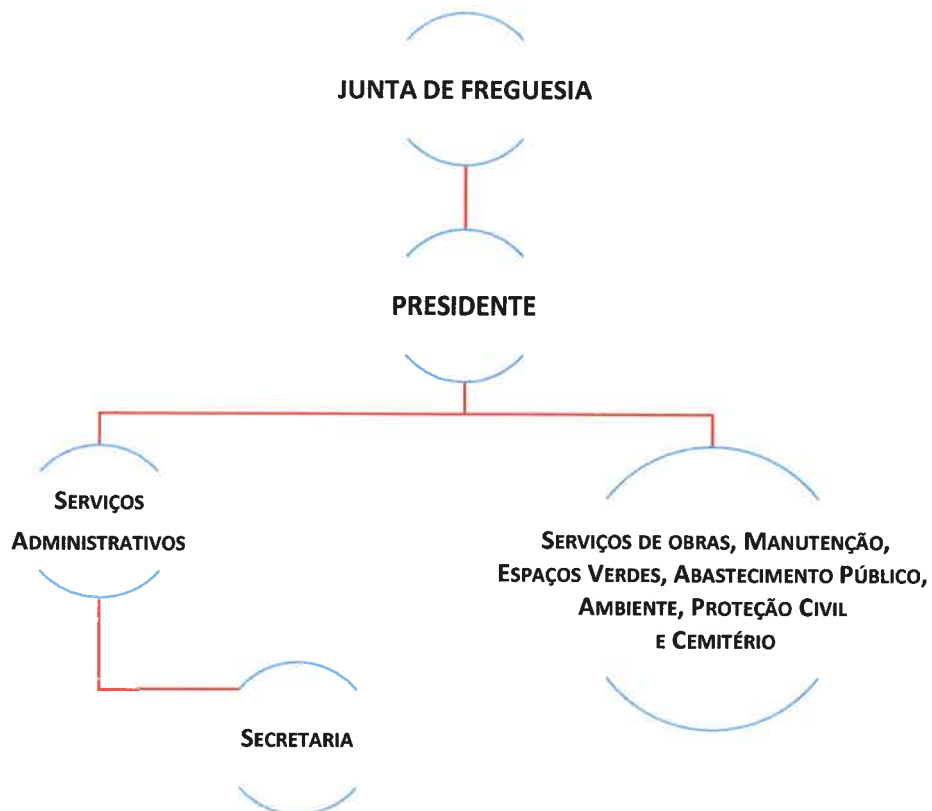 JUNTA DE FREGUESIA
PRESIDENTE
SERVIÇOS
ADMINISTRATIVOS
SERVIÇOS DE OBRAS, MANUTENÇÃO,
ESPAÇOS VERDES, ABASTECIMENTO PÚBLICO,
AMBIENTE, PROTEÇÃO CIVIL
E CEMITÉRIO
SECRETARIA